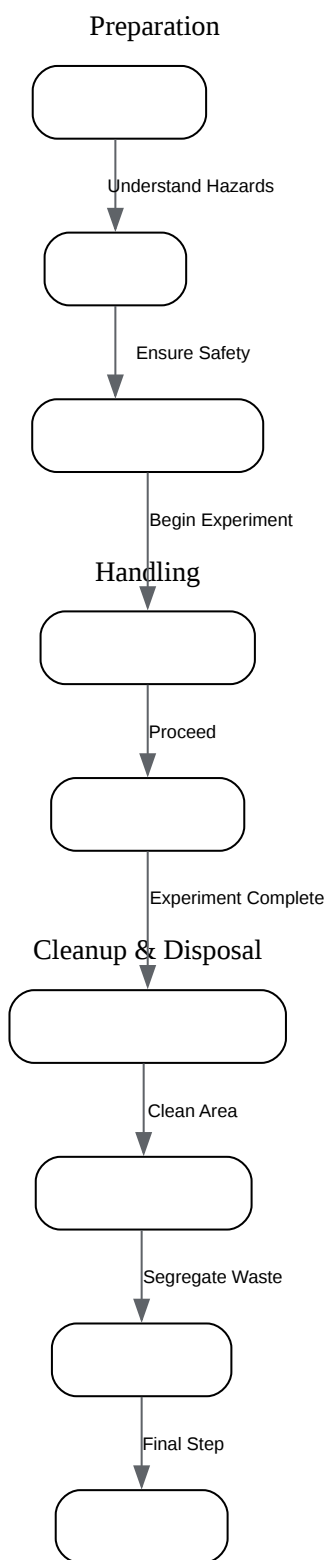 Preparation
Understand Hazards
Ensure Safety
Begin Experiment
Handling
Proceed
Experiment Complete
Cleanup & Disposal
Clean Area
Segregate Waste
Final Step